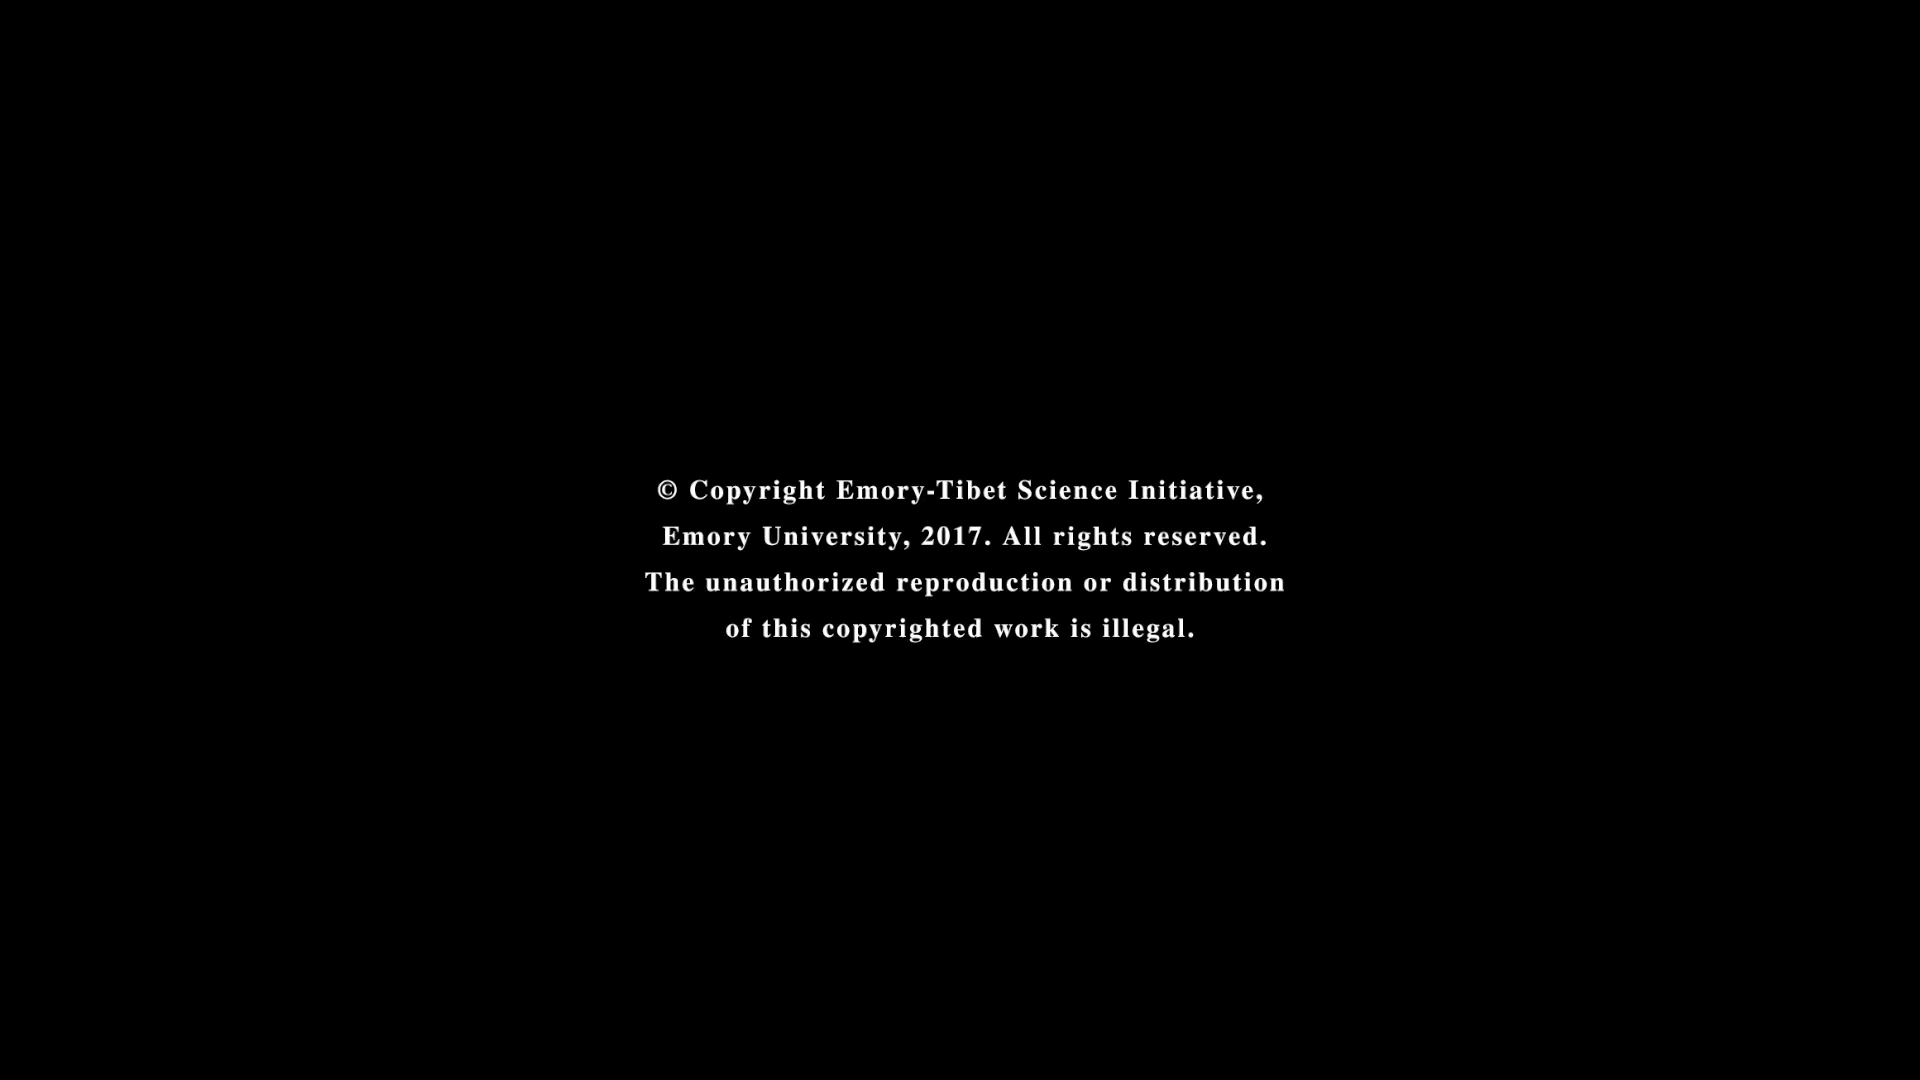 © Copyright Emory-Tibet Science Initiative,
Emory University, 2017. All rights reserved.
The unauthorized reproduction or distribution
of this copyrighted work is illegal.